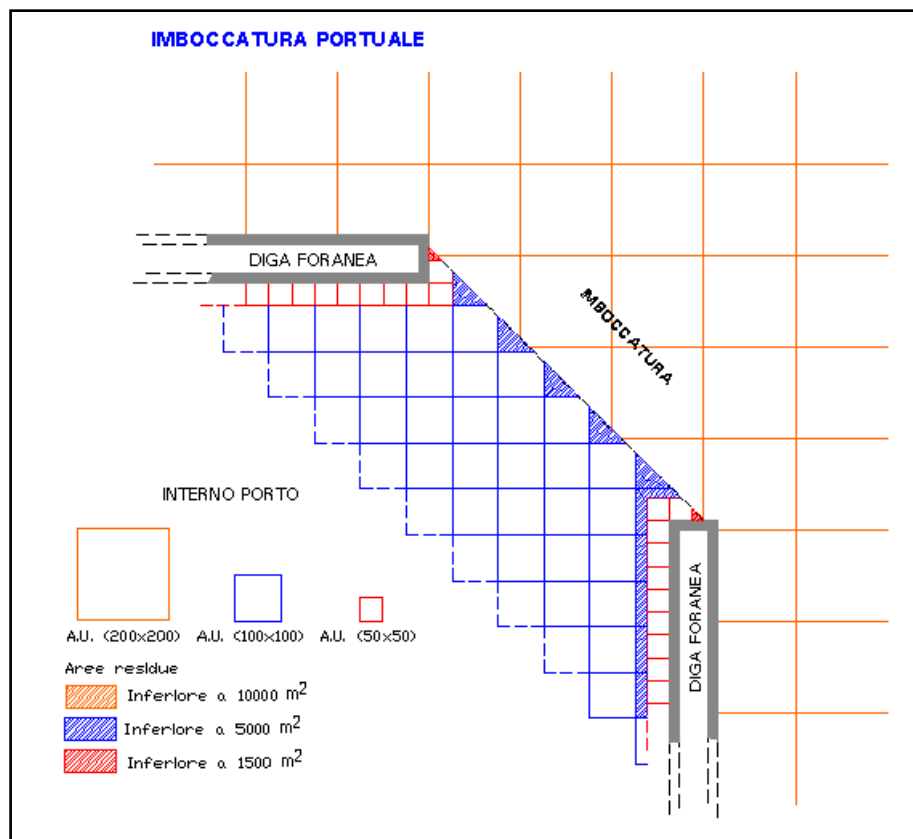 IMBOCCATURA PORTUALE
DIGA FORANEA
IMBOCCATURA
INTERNO PORTO
A.U. (200x200)
A.U. (100x100)
A.U. (50x50)
DIGA FORANEA
Aree residue
Inferiore a 10000 m²
Inferiore a 5000 m²
Inferiore a 1500 m²